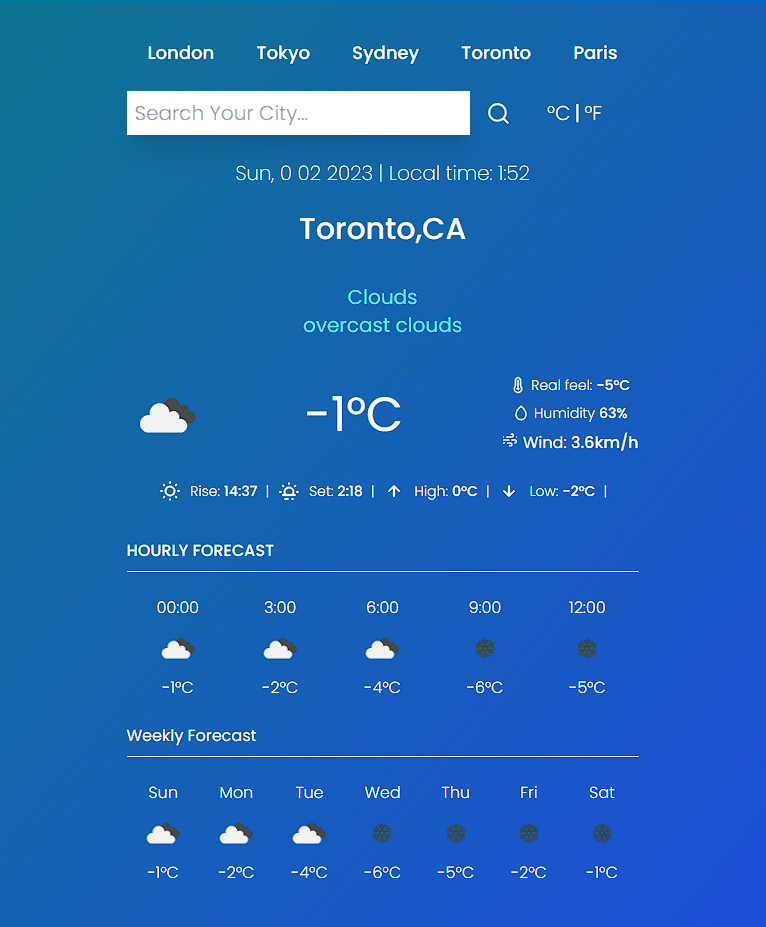 London Tokyo Sydney Toronto Paris
Search Your City... °C | °F
Sun, 0 02 2023 | Local time: 1:52
Toronto,CA
Clouds
overcast clouds
Real feel: -5°C
-1°C
Humidity 63%
Wind: 3.6km/h
Rise: 14:37 | Set: 2:18 | High: 0°C | Low: -2°C |
HOURLY FORECAST
00:00 3:00 6:00 9:00 12:00
-1°C -2°C -4°C -6°C -5°C
Weekly Forecast
Sun Mon Tue Wed Thu Fri Sat
-1°C -2°C -4°C -6°C -5°C -2°C -1°C